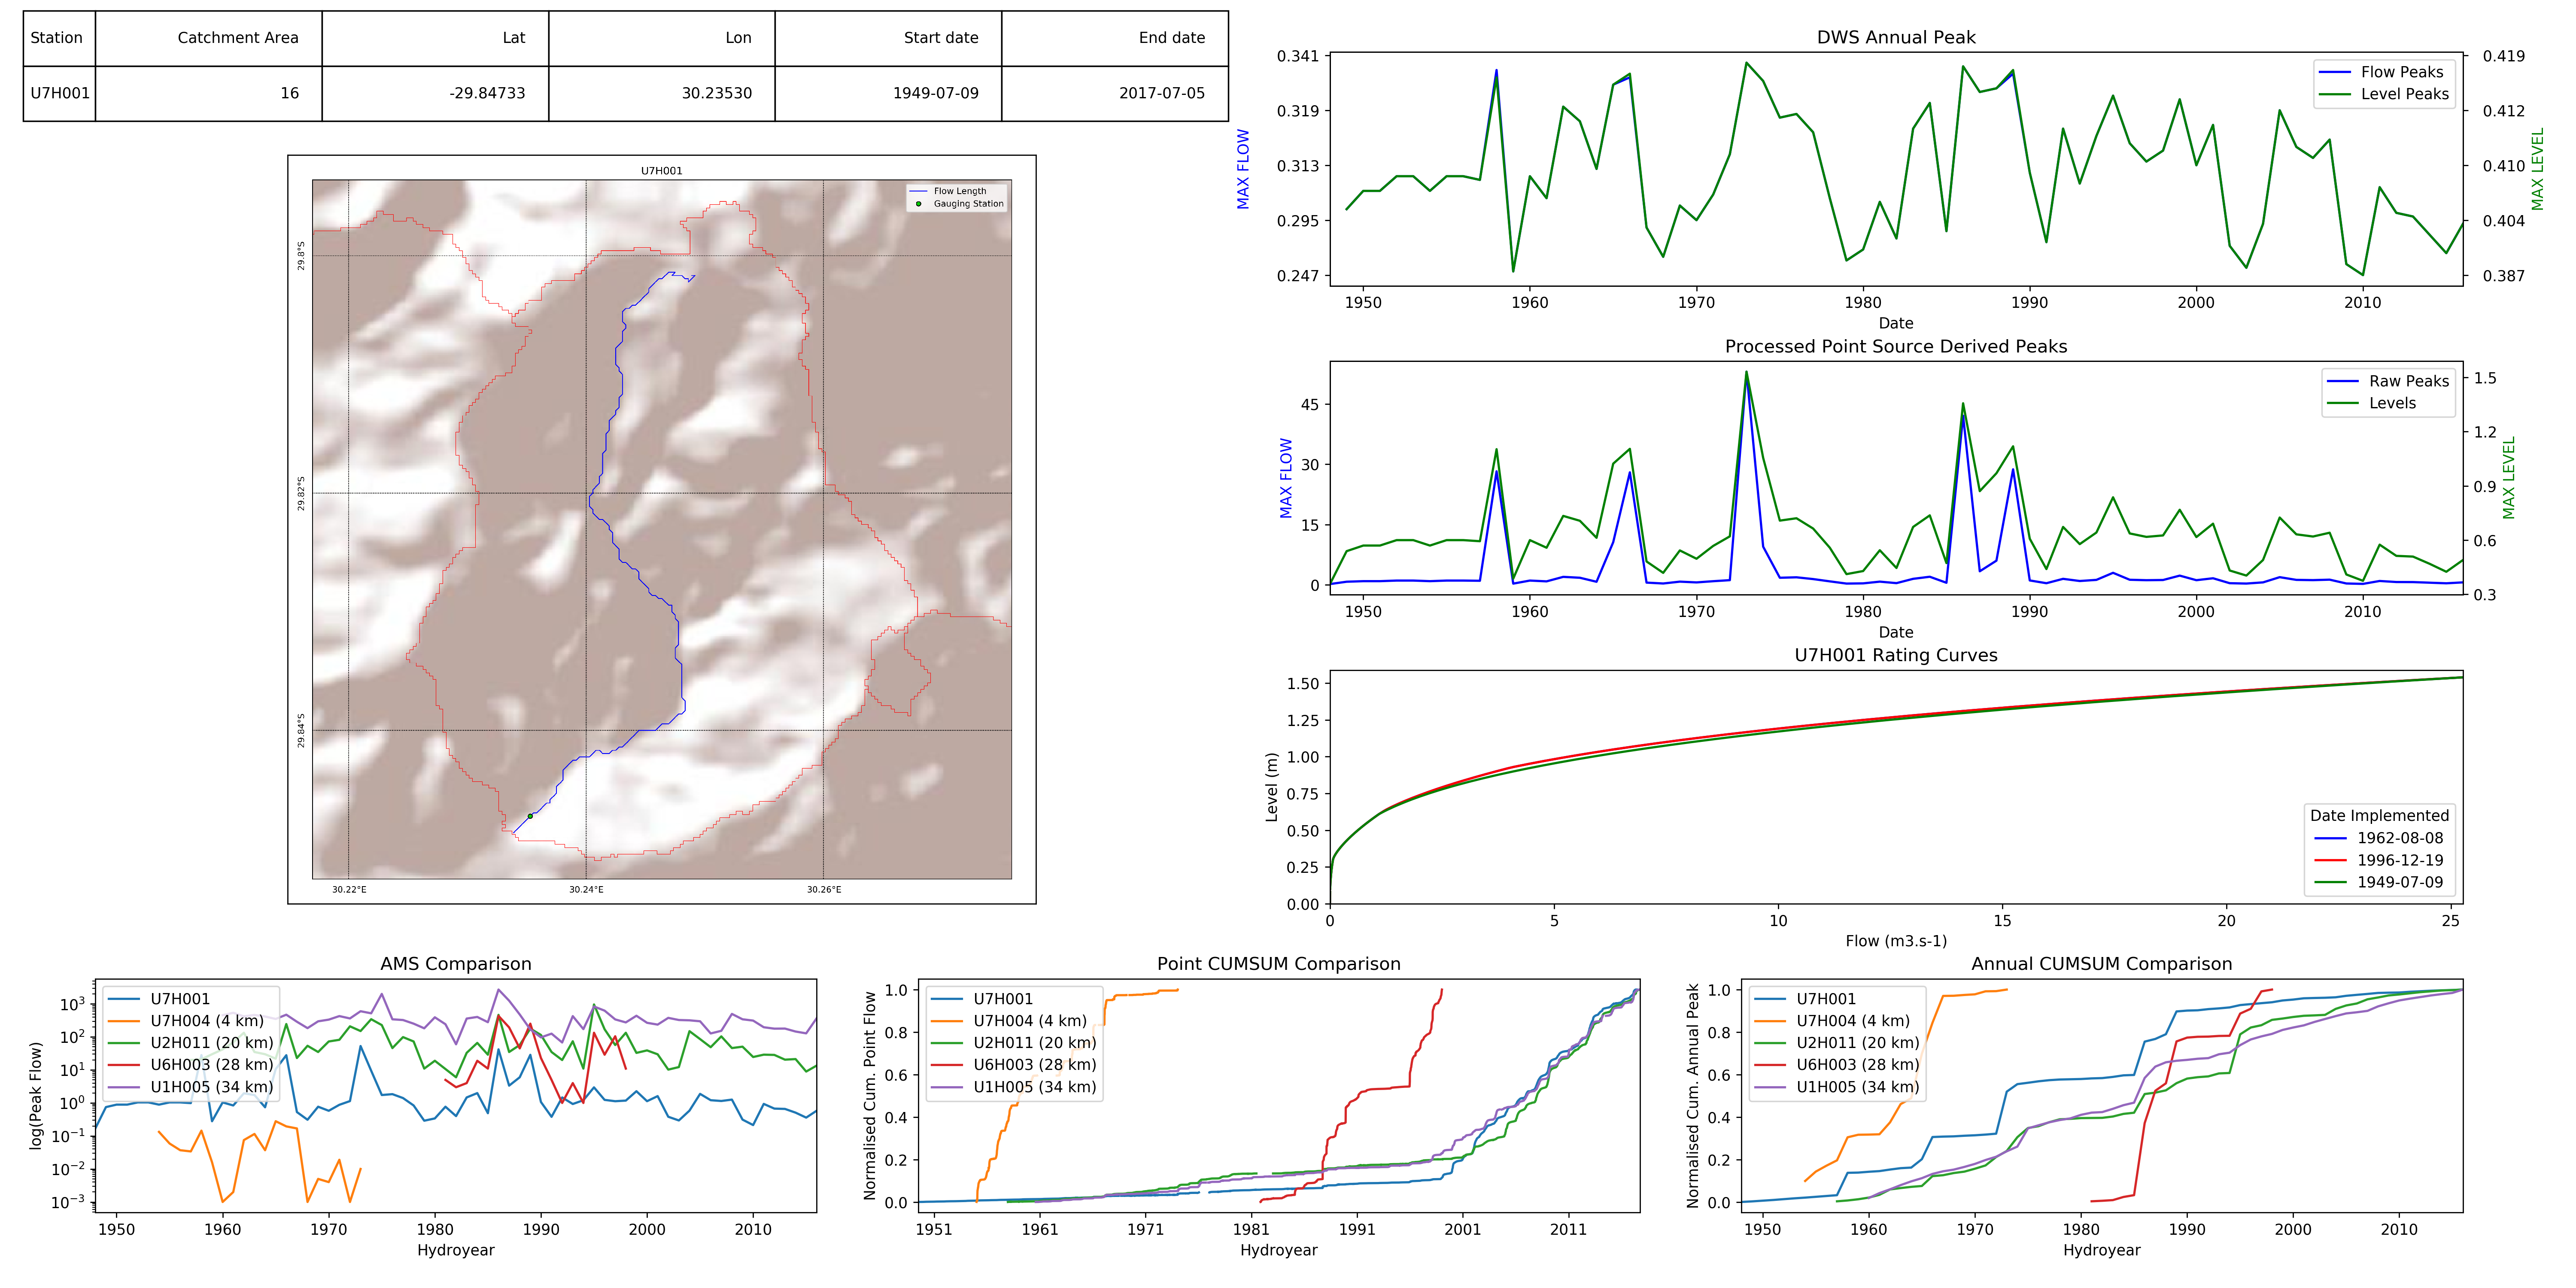 Station Catchment Area Lat Lon Start date End date
U7H001 16 -29.84733 30.23530 1949-07-09 2017-07-05
U7H001
Flow Length
Gauging Station
29.8°S
29.82°S
29.84°S
30.22°E 30.24°E 30.26°E
DWS Annual Peak
Flow Peaks
Level Peaks
MAX FLOW
0.341
0.319
0.313
0.295
0.247
0.419
0.412
0.410
0.404
0.387
MAX LEVEL
1950 1960 1970 1980 1990 2000 2010
Date
Processed Point Source Derived Peaks
Raw Peaks
Levels
MAX FLOW
45
30
15
0
1.5
1.2
0.9
0.6
0.3
MAX LEVEL
1950 1960 1970 1980 1990 2000 2010
Date
U7H001 Rating Curves
Level (m)
1.50
1.25
1.00
0.75
0.50
0.25
0.00
Date Implemented
1962-08-08
1996-12-19
1949-07-09
0 5 10 15 20 25
Flow (m3.s-1)
AMS Comparison
U7H001
U7H004 (4 km)
U2H011 (20 km)
U6H003 (28 km)
U1H005 (34 km)
log(Peak Flow)
10³
10²
10¹
10⁰
10⁻¹
10⁻²
10⁻³
1950 1960 1970 1980 1990 2000 2010
Hydroyear
Point CUMSUM Comparison
U7H001
U7H004 (4 km)
U2H011 (20 km)
U6H003 (28 km)
U1H005 (34 km)
Normalised Cum. Point Flow
1.0
0.8
0.6
0.4
0.2
0.0
1951 1961 1971 1981 1991 2001 2011
Hydroyear
Annual CUMSUM Comparison
U7H001
U7H004 (4 km)
U2H011 (20 km)
U6H003 (28 km)
U1H005 (34 km)
Normalised Cum. Annual Peak
1.0
0.8
0.6
0.4
0.2
0.0
1950 1960 1970 1980 1990 2000 2010
Hydroyear